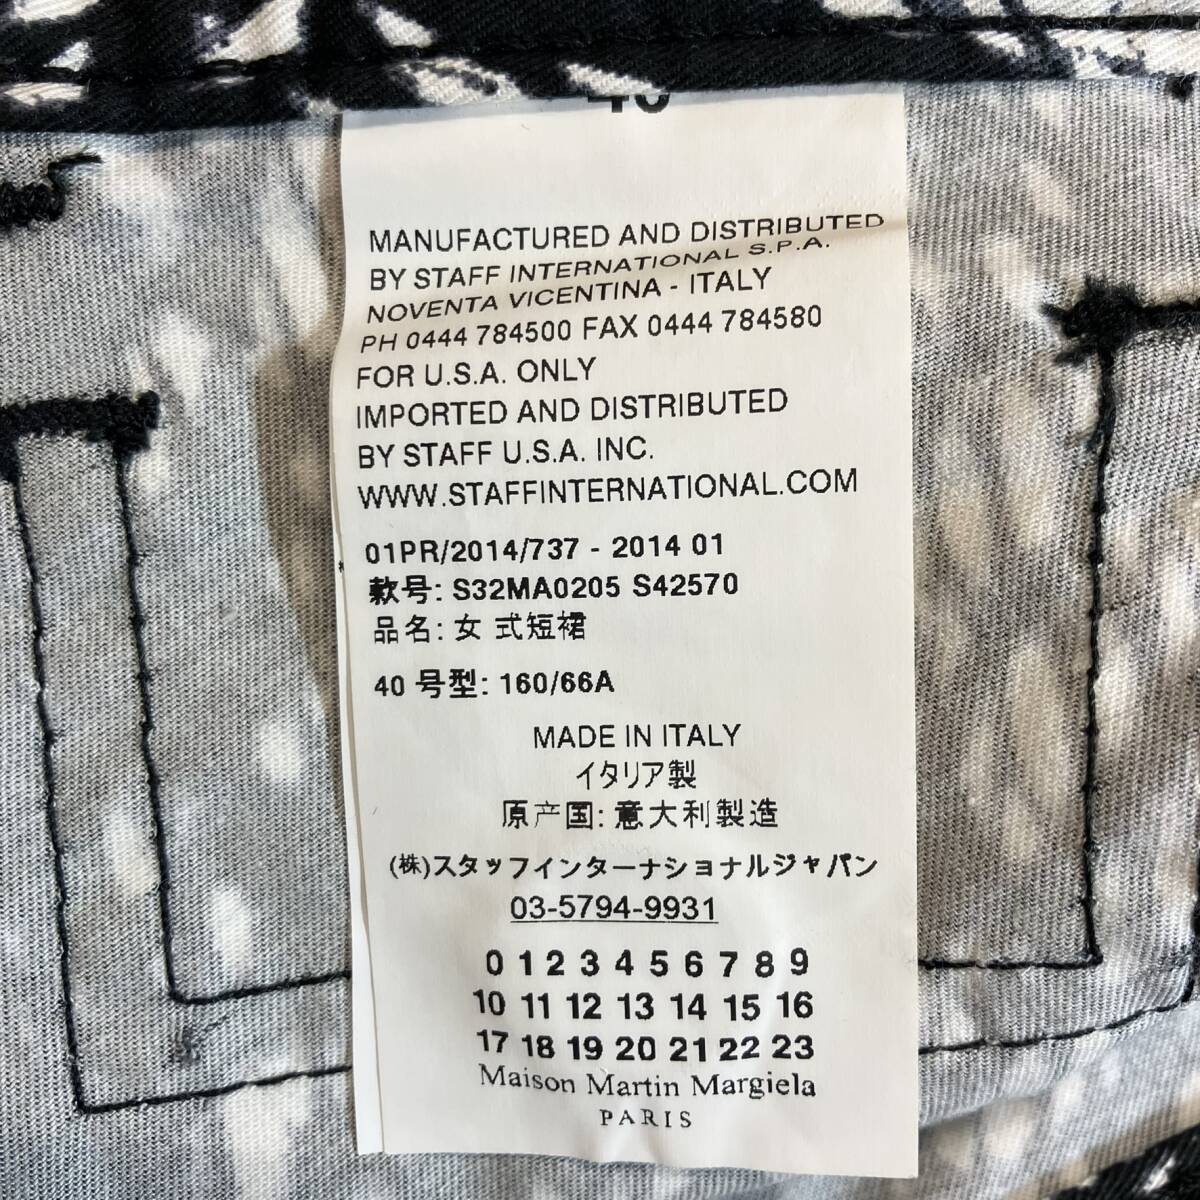 40
MANUFACTURED AND DISTRIBUTED
BY STAFF INTERNATIONAL S.P.A.
NOVENTA VICENTINA - ITALY
PH 0444 784500 FAX 0444 784580
FOR U.S.A. ONLY
IMPORTED AND DISTRIBUTED
BY STAFF U.S.A. INC.
WWW.STAFFINTERNATIONAL.COM
01PR/2014/737 - 2014 01
款号: S32MA0205 S42570
品名: 女 式短裙
40 号型: 160/66A
MADE IN ITALY
イタリア製
原产国: 意大利製造
(株)スタッフインターナショナルジャパン
03-5794-9931
0 1 2 3 4 5 6 7 8 9
10 11 12 13 14 15 16
17 18 19 20 21 22 23
Maison Martin Margiela
PARIS